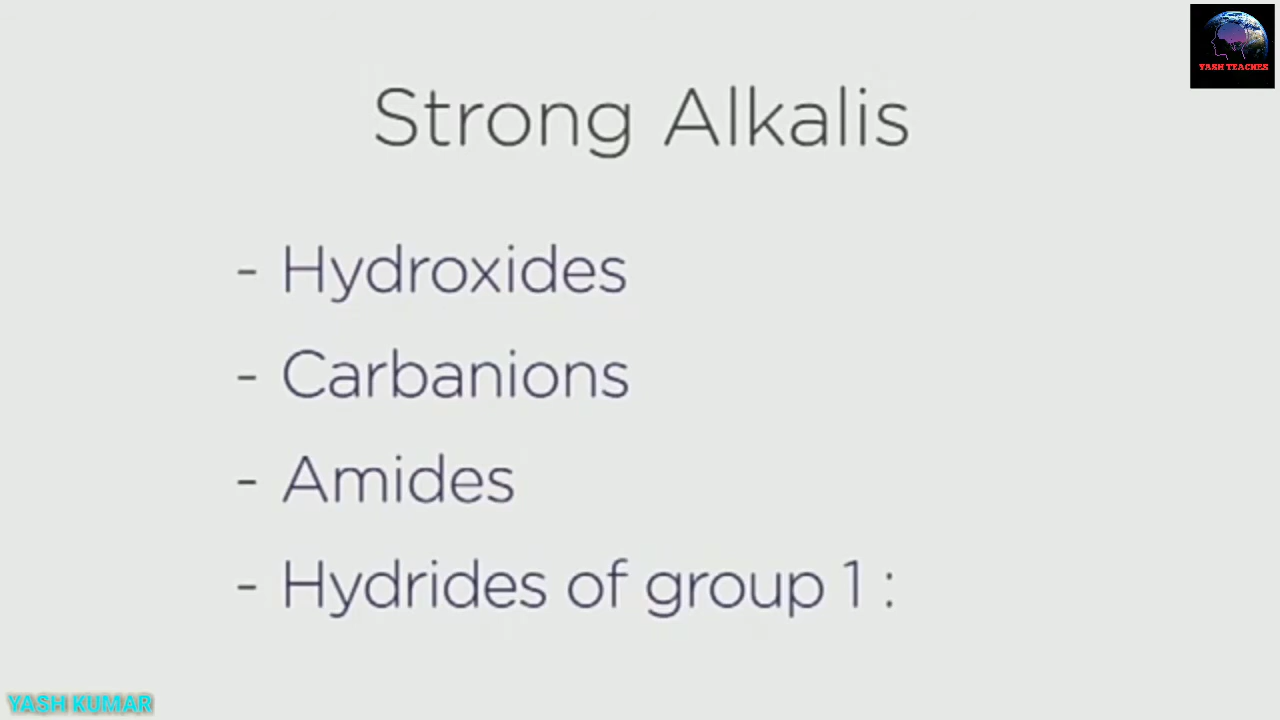 YASH TEACHES
Strong Alkalis
- Hydroxides
- Carbanions
- Amides
- Hydrides of group 1 :
YASH KUMAR